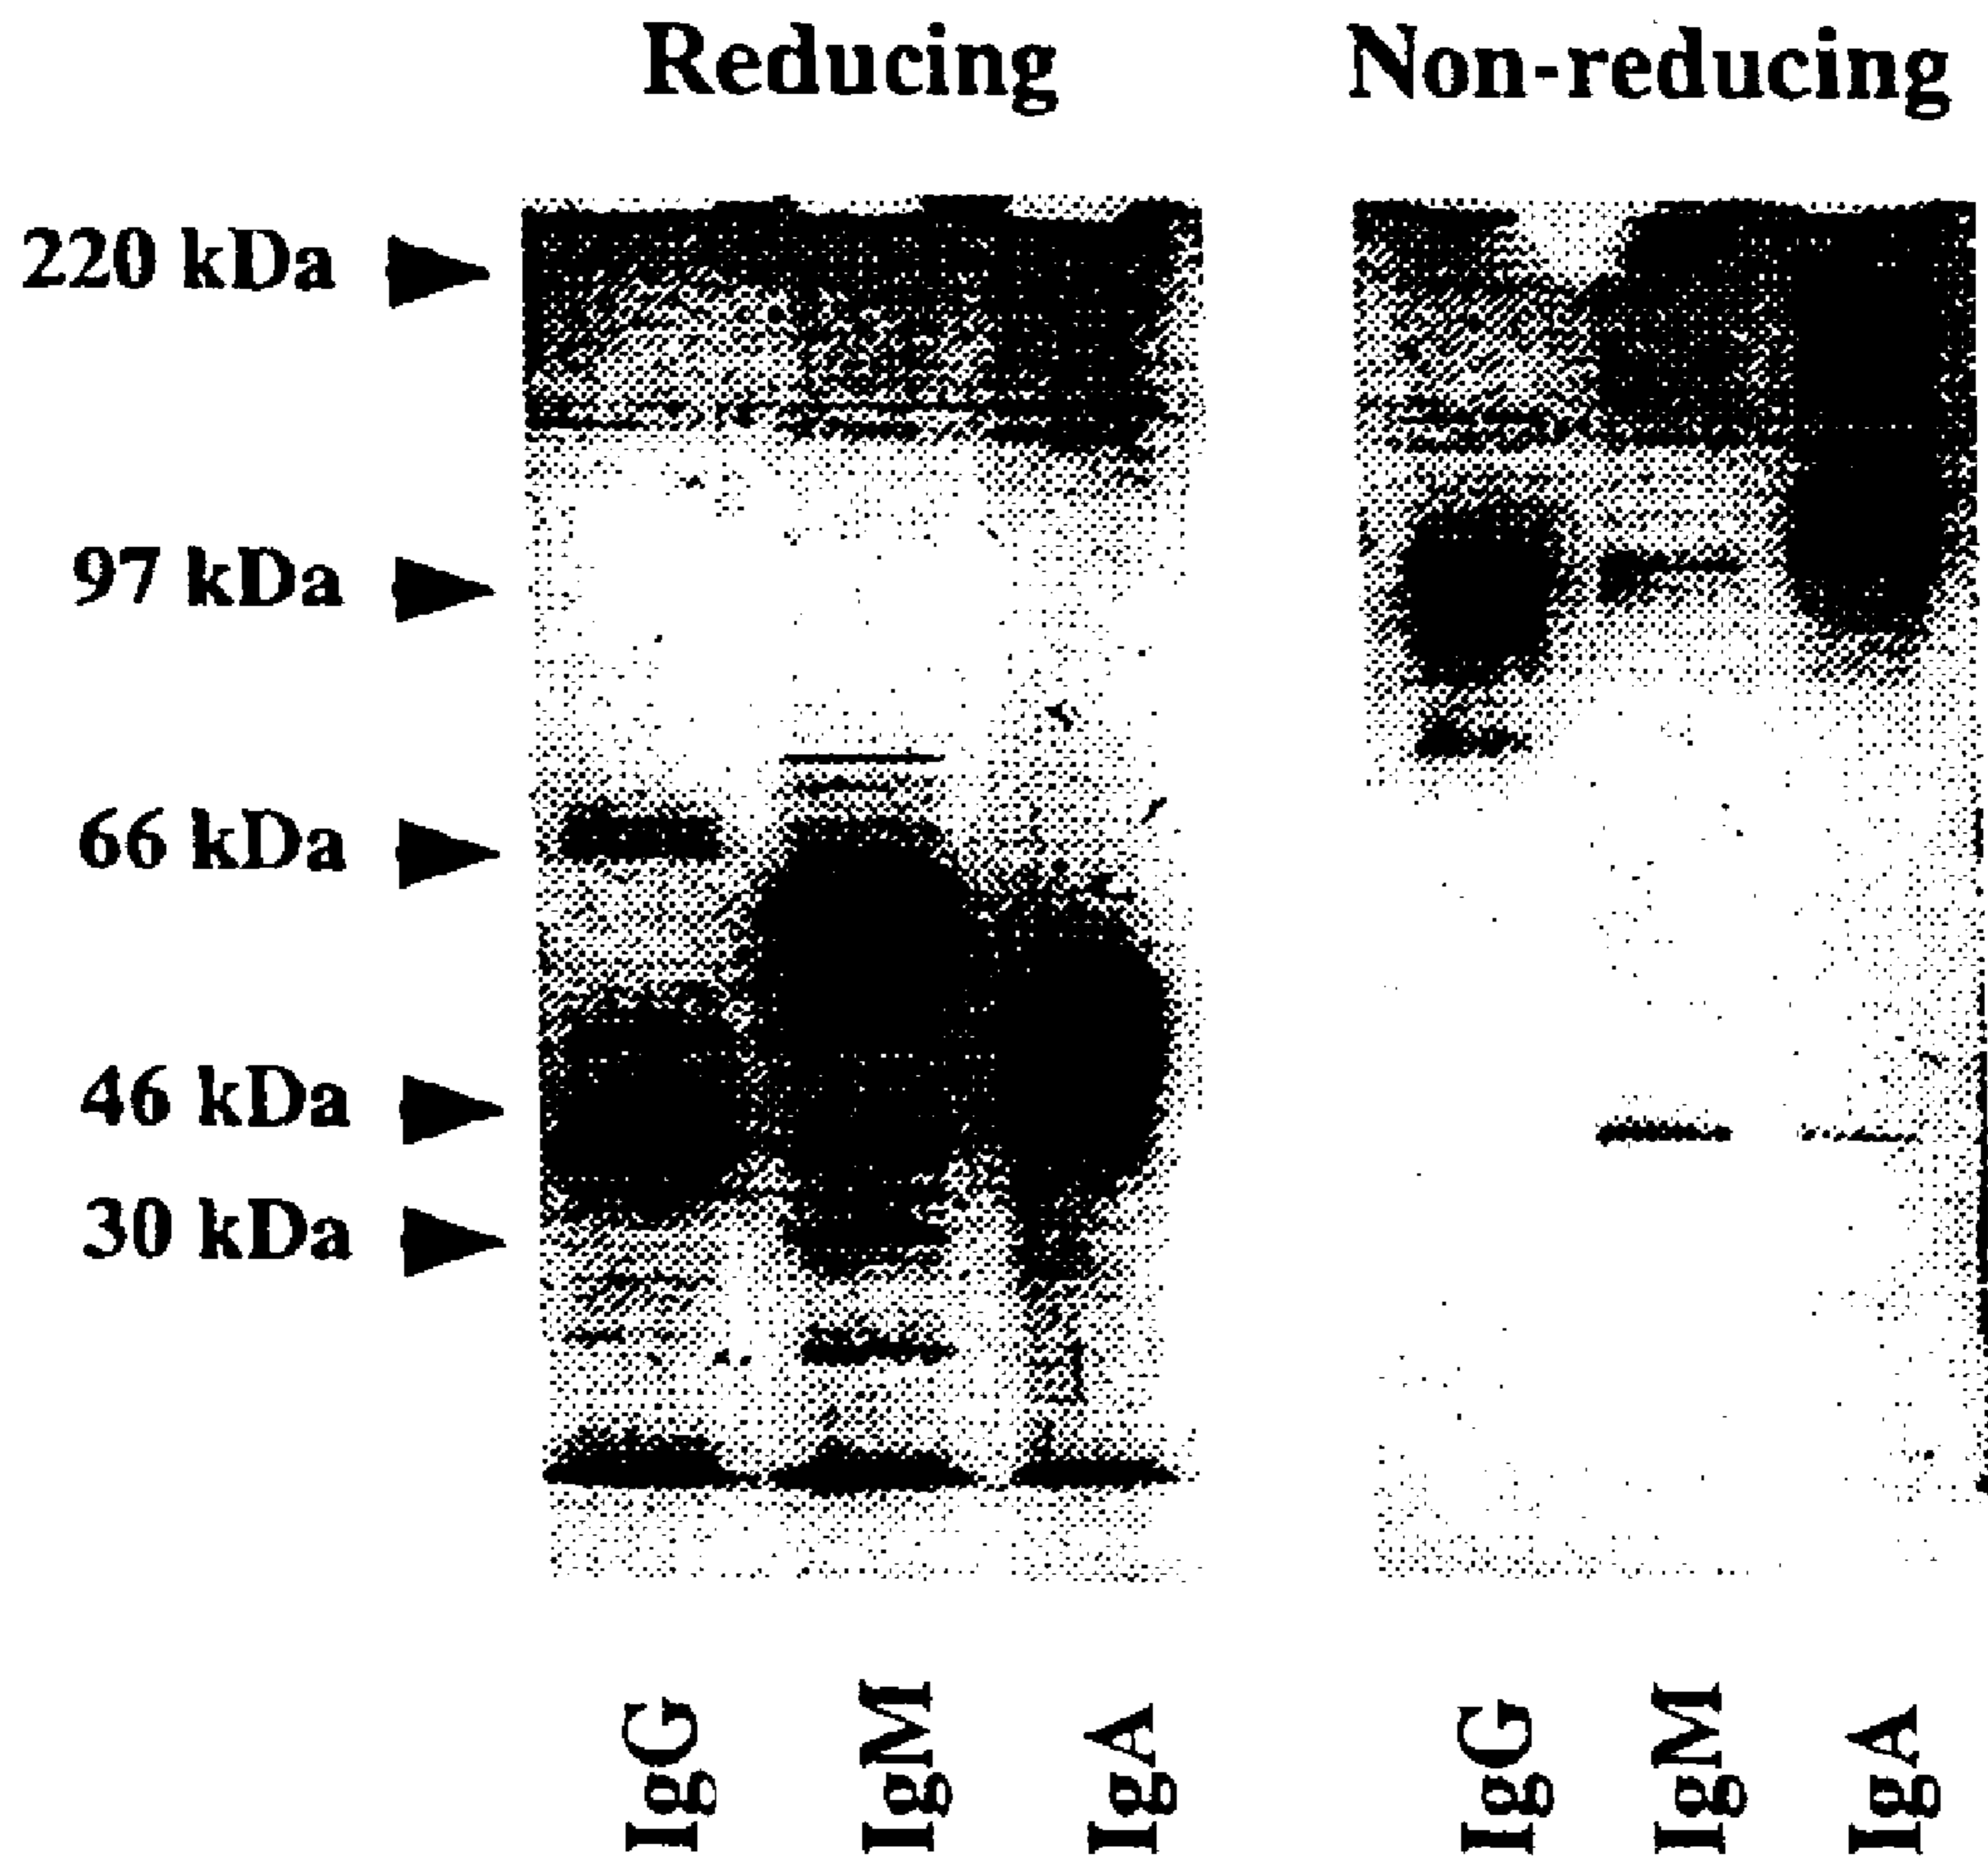 Reducing Non-reducing
220 kDa
97 kDa
66 kDa
46 kDa
30 kDa
IgG IgM IgA IgG IgM IgA